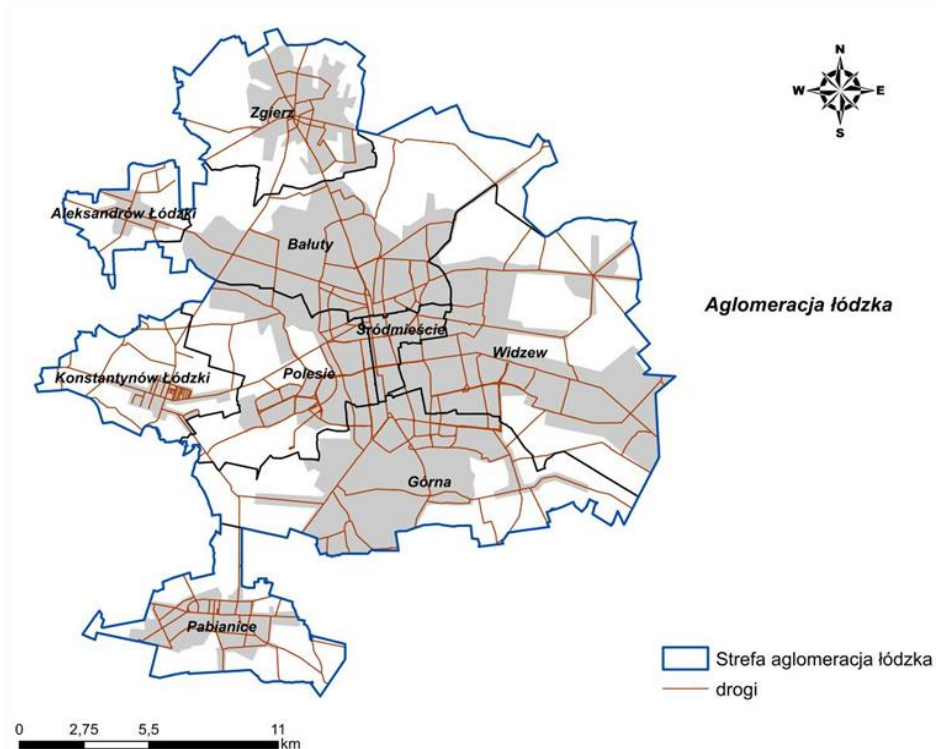 N
W E
S
Zgierz
Aleksandrów Łódzki
Bałuty
Aglomeracja łódzka
Śródmieście
Widzew
Konstantynów Łódzki
Polesie
Górna
Pabianice
Strefa aglomeracja łódzka
drogi
0 2,75 5,5 11
km